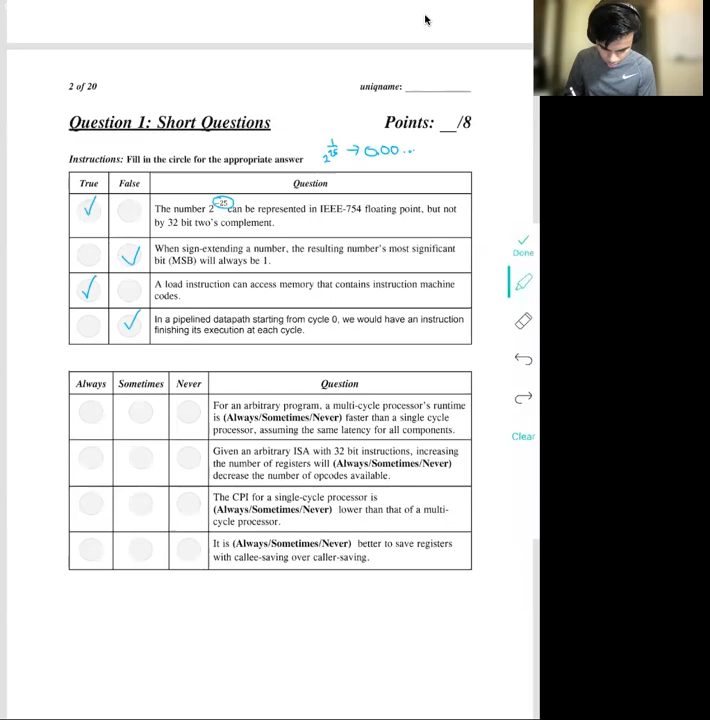 2 of 20
uniqname: ___________
Question 1: Short Questions
Points: __/8
Instructions: Fill in the circle for the appropriate answer
True False Question
The number 2^-25 can be represented in IEEE-754 floating point, but not
by 32 bit two's complement.
When sign-extending a number, the resulting number's most significant
bit (MSB) will always be 1.
A load instruction can access memory that contains instruction machine
codes.
In a pipelined datapath starting from cycle 0, we would have an instruction
finishing its execution at each cycle.
Done
Always Sometimes Never Question
For an arbitrary program, a multi-cycle processor's runtime
is (Always/Sometimes/Never) faster than a single cycle
processor, assuming the same latency for all components.
Clear
Given an arbitrary ISA with 32 bit instructions, increasing
the number of registers will (Always/Sometimes/Never)
decrease the number of opcodes available.
The CPI for a single-cycle processor is
(Always/Sometimes/Never) lower than that of a multi-
cycle processor.
It is (Always/Sometimes/Never) better to save registers
with callee-saving over caller-saving.